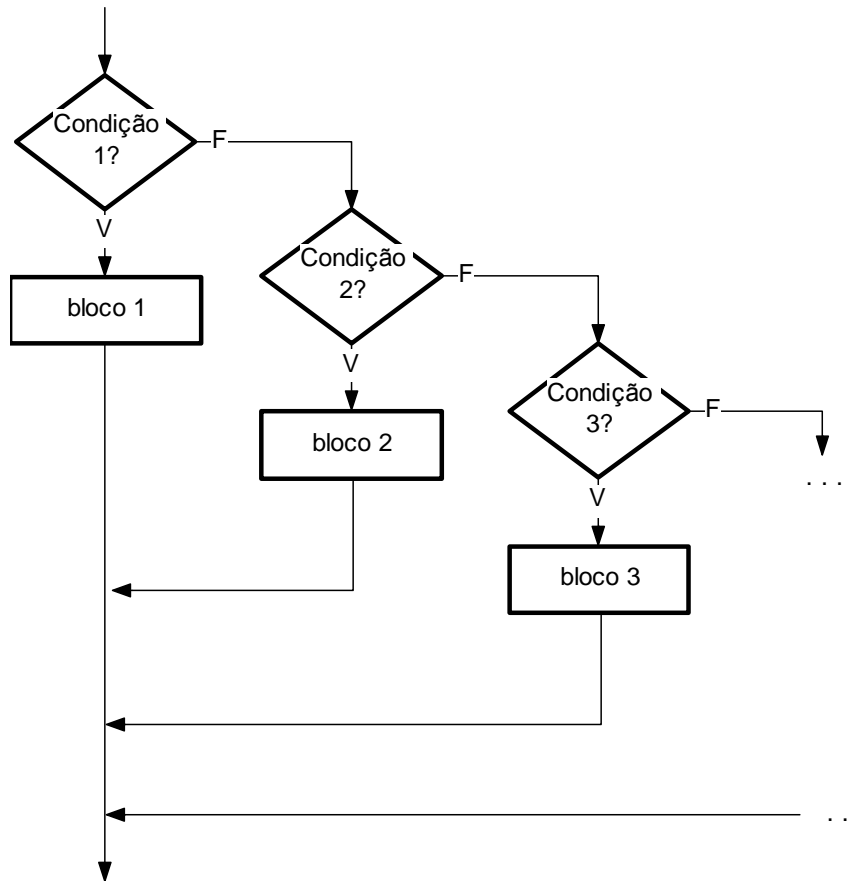 Condição
1?
F
V
bloco 1
Condição
2?
F
V
bloco 2
Condição
3?
F
V
bloco 3
. . .
. .